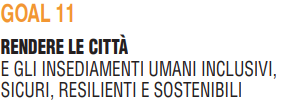 GOAL 11
RENDERE LE CITTÀ
E GLI INSEDIAMENTI UMANI INCLUSIVI,
SICURI, RESILIENTI E SOSTENIBILI